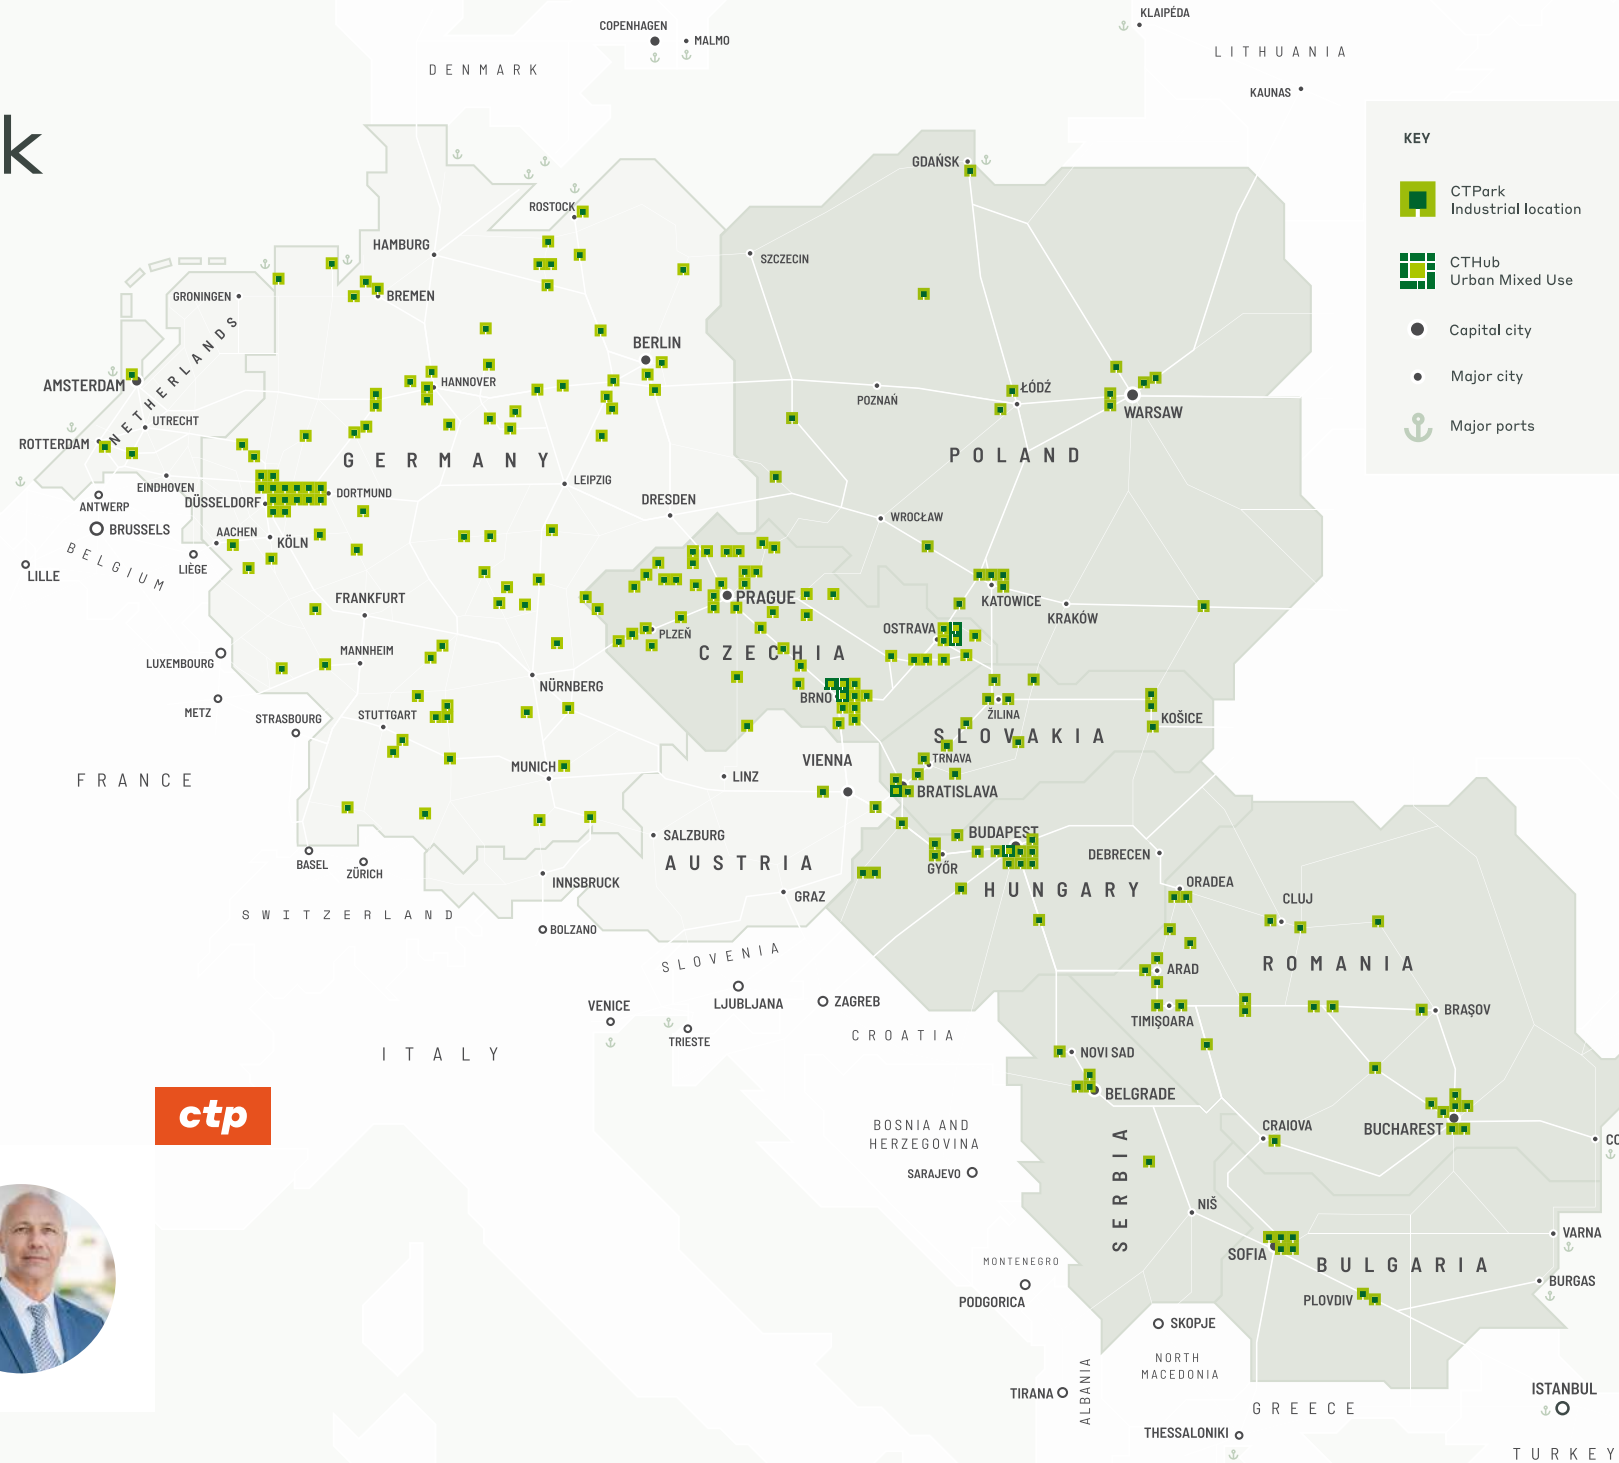 k
KEY
CTPark
Industrial location
CTHub
Urban Mixed Use
Capital city
Major city
Major ports
COPENHAGEN
MALMO
DENMARK
KLAIPÉDA
LITHUANIA
KAUNAS
GDAŃSK
ROSTOCK
HAMBURG
SZCZECIN
GRONINGEN
BREMEN
NETHERLANDS
BERLIN
AMSTERDAM
HANNOVER
POZNAŃ
ŁÓDŹ
WARSAW
UTRECHT
ROTTERDAM
GERMANY
POLAND
EINDHOVEN
LEIPZIG
DORTMUND
DÜSSELDORF
ANTWERP
DRESDEN
WROCŁAW
BRUSSELS
AACHEN
KÖLN
BELGIUM
LIÈGE
LILLE
FRANKFURT
PRAGUE
KATOWICE
KRAKÓW
OSTRAVA
PLZEŇ
CZECHIA
MANNHEIM
LUXEMBOURG
NÜRNBERG
BRNO
METZ
STRASBOURG
STUTTGART
ŽILINA
KOŠICE
SLOVAKIA
TRNAVA
VIENNA
MUNICH
LINZ
FRANCE
BRATISLAVA
SALZBURG
BUDAPEST
DEBRECEN
BASEL
ZÜRICH
AUSTRIA
GYŐR
INNSBRUCK
HUNGARY
ORADEA
GRAZ
CLUJ
SWITZERLAND
BOLZANO
SLOVENIA
ROMANIA
ARAD
LJUBLJANA
ZAGREB
VENICE
TIMIŞOARA
BRAŞOV
TRIESTE
CROATIA
ITALY
NOVI SAD
BELGRADE
ctp
BOSNIA AND
HERZEGOVINA
CRAIOVA
BUCHAREST
CO
SARAJEVO
SERBIA
NIŠ
VARNA
SOFIA
BULGARIA
MONTENEGRO
BURGAS
PODGORICA
PLOVDIV
SKOPJE
NORTH
MACEDONIA
TIRANA
ALBANIA
ISTANBUL
GREECE
THESSALONIKI
TURKEY